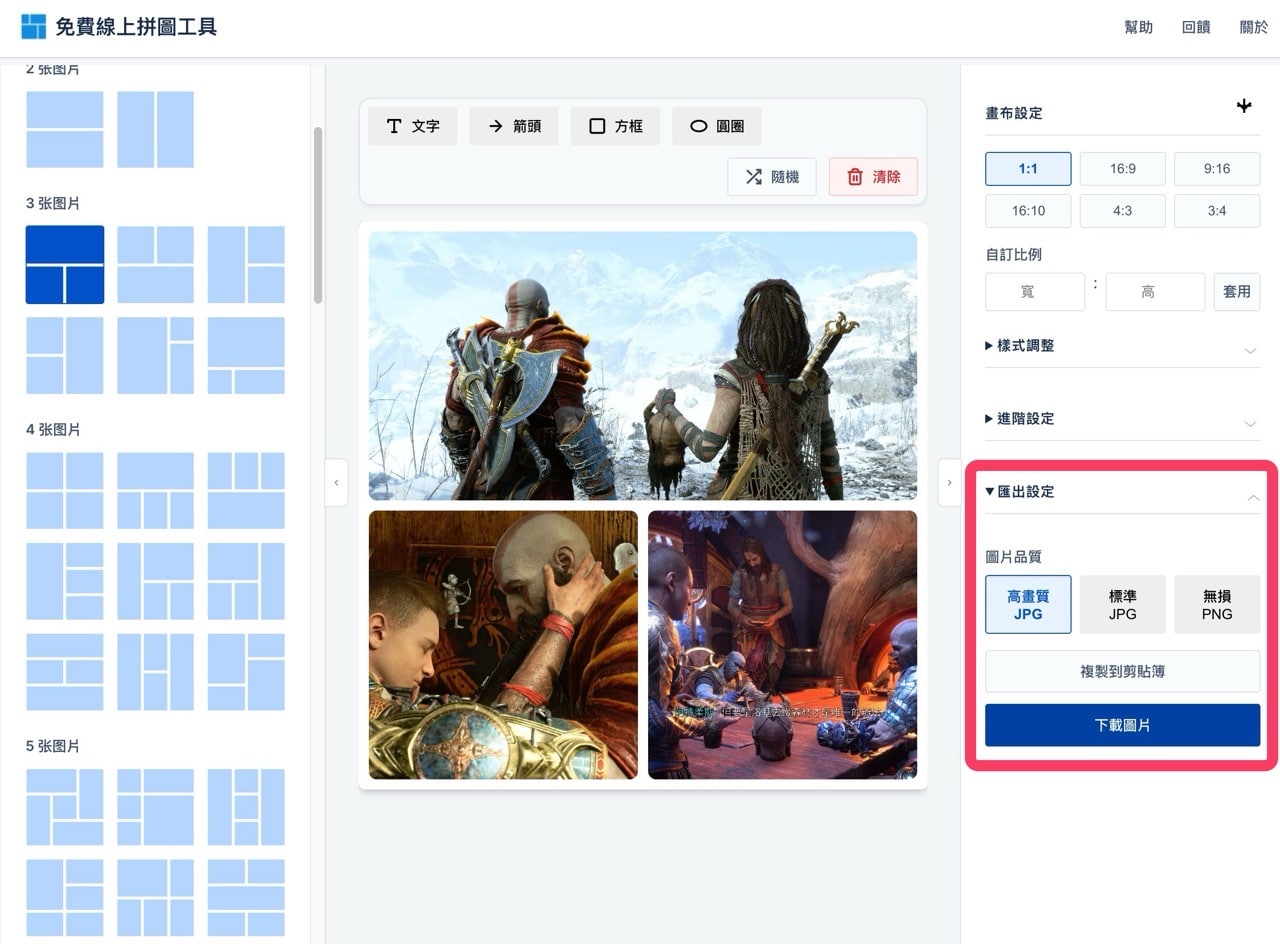 免費線上拼圖工具
幫助 回饋 關於
2 张图片
3 张图片
4 张图片
5 张图片
文字 箭頭 方框 圓圈
隨機 清除
畫布設定
1:1 16:9 9:16
16:10 4:3 3:4
自訂比例
寬 : 高 套用
樣式調整
進階設定
匯出設定
圖片品質
高畫質 標準 無損
JPG JPG PNG
複製到剪貼簿
下載圖片